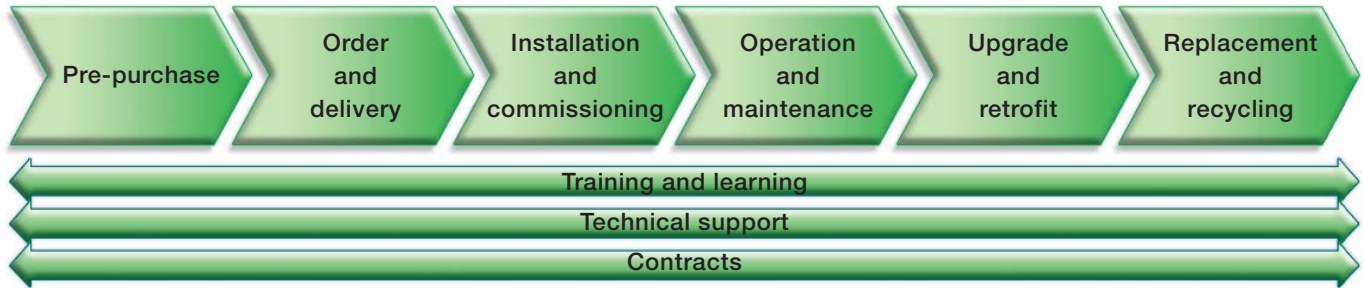 Pre-purchase
Order
and
delivery
Installation
and
commissioning
Operation
and
maintenance
Upgrade
and
retrofit
Replacement
and
recycling
Training and learning
Technical support
Contracts